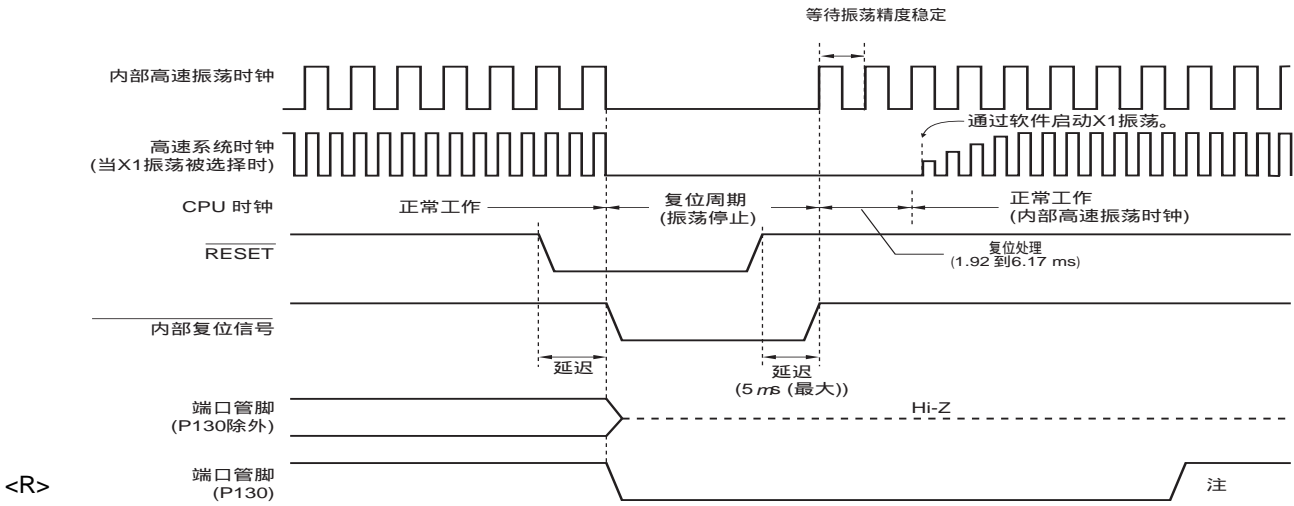 等待振荡精度稳定
内部高速振荡时钟
通过软件启动X1振荡。
高速系统时钟
(当X1振荡被选择时)
CPU 时钟
正常工作
复位周期
(振荡停止)
正常工作
(内部高速振荡时钟)
RESET
复位处理
(1.92 到6.17 ms)
内部复位信号
延迟
延迟
(5 ms (最大))
端口管脚
(P130除外)
Hi-Z
<R>
端口管脚
(P130)
注